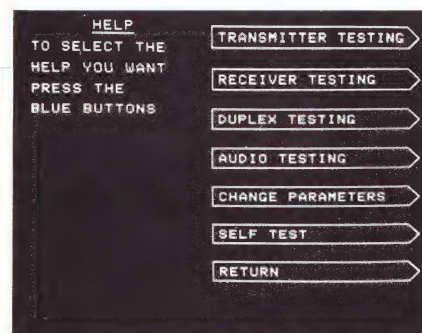 HELP
TO SELECT THE
HELP YOU WANT
PRESS THE
BLUE BUTTONS
TRANSMITTER TESTING
RECEIVER TESTING
DUPLEX TESTING
AUDIO TESTING
CHANGE PARAMETERS
SELF TEST
RETURN